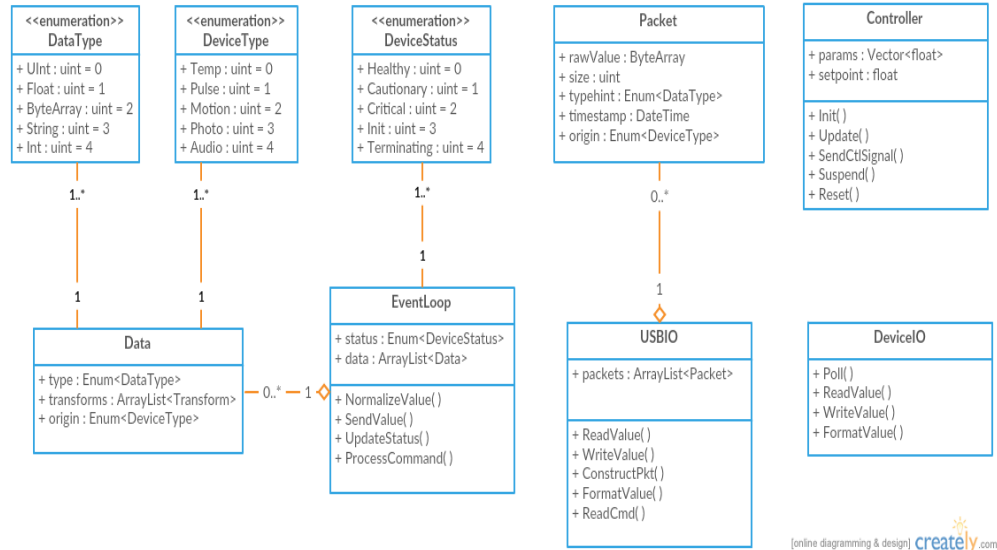 <<enumeration>>
DataType
+ UInt : uint = 0
+ Float : uint = 1
+ ByteArray : uint = 2
+ String : uint = 3
+ Int : uint = 4
<<enumeration>>
DeviceType
+ Temp : uint = 0
+ Pulse : uint = 1
+ Motion : uint = 2
+ Photo : uint = 3
+ Audio : uint = 4
<<enumeration>>
DeviceStatus
+ Healthy : uint = 0
+ Cautionary : uint = 1
+ Critical : uint = 2
+ Init : uint = 3
+ Terminating : uint = 4
Packet
+ rawValue : ByteArray
+ size : uint
+ typehint : Enum<DataType>
+ timestamp : DateTime
+ origin : Enum<DeviceType>
Controller
+ params : Vector<float>
+ setpoint : float
+ Init( )
+ Update( )
+ SendCtlSignal( )
+ Suspend( )
+ Reset( )
1..*
1..*
1..*
0..*
1
1
1
1
Data
+ type : Enum<DataType>
+ transforms : ArrayList<Transform>
+ origin : Enum<DeviceType>
0..*
1
EventLoop
+ status : Enum<DeviceStatus>
+ data : ArrayList<Data>
+ NormalizeValue( )
+ SendValue( )
+ UpdateStatus( )
+ ProcessCommand( )
USBIO
+ packets : ArrayList<Packet>
+ ReadValue( )
+ WriteValue( )
+ ConstructPkt( )
+ FormatValue( )
+ ReadCmd( )
DeviceIO
+ Poll( )
+ ReadValue( )
+ WriteValue( )
+ FormatValue( )
[online diagramming & design] creately.com